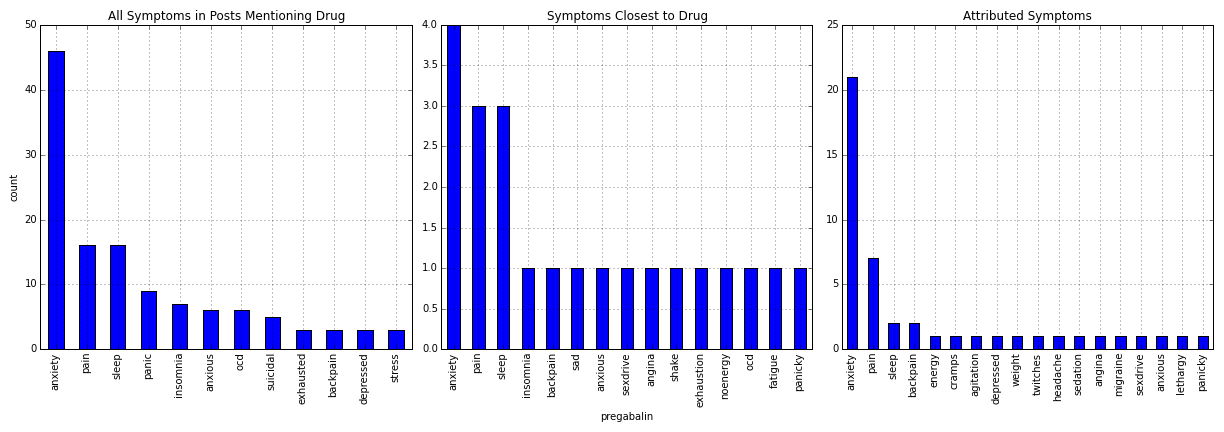 All Symptoms in Posts Mentioning Drug
count
50
40
30
20
10
0
anxiety
pain
sleep
panic
insomnia
anxious
ocd
suicidal
exhausted
backpain
depressed
stress
Symptoms Closest to Drug
4.0
3.5
3.0
2.5
2.0
1.5
1.0
0.5
0.0
anxiety
pain
sleep
insomnia
backpain
sad
anxious
sexdrive
angina
shake
exhaustion
noenergy
ocd
fatigue
panicky
pregabalin
Attributed Symptoms
25
20
15
10
5
0
anxiety
pain
sleep
backpain
energy
cramps
agitation
depressed
weight
twitches
headache
sedation
angina
migraine
sexdrive
anxious
lethargy
panicky